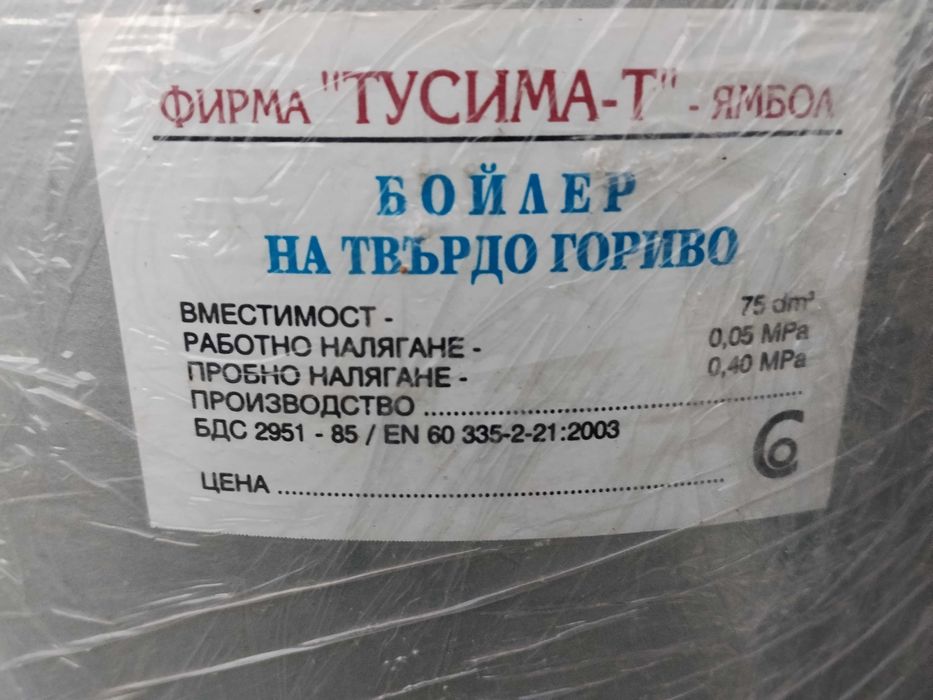 ФИРМА "ТУСИМА-Т" - ЯМБОЛ
БОЙЛЕР
НА ТВЪРДО ГОРИВО
ВМЕСТИМОСТ - 75 dm³
РАБОТНО НАЛЯГАНЕ - 0,05 MPa
ПРОБНО НАЛЯГАНЕ - 0,40 MPa
ПРОИЗВОДСТВО ........................................
БДС 2951 - 85 / EN 60 335-2-21:2003
ЦЕНА ........................................